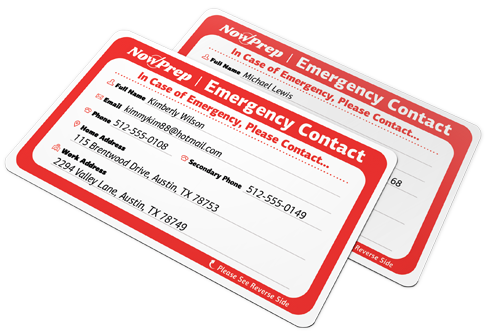 NowPrep | Emergency Contact
In Case of Emergency, Please Contact...
Full Name Michael Lewis
68
Please See Reverse Side
NowPrep | Emergency Contact
In Case of Emergency, Please Contact...
Full Name Kimberly Wilson
Email kimmykim88@hotmail.com
Phone 512-555-0108
Secondary Phone 512-555-0149
Home Address
115 Brentwood Drive, Austin, TX 78753
Work Address
2294 Valley Lane, Austin, TX 78749
Please See Reverse Side